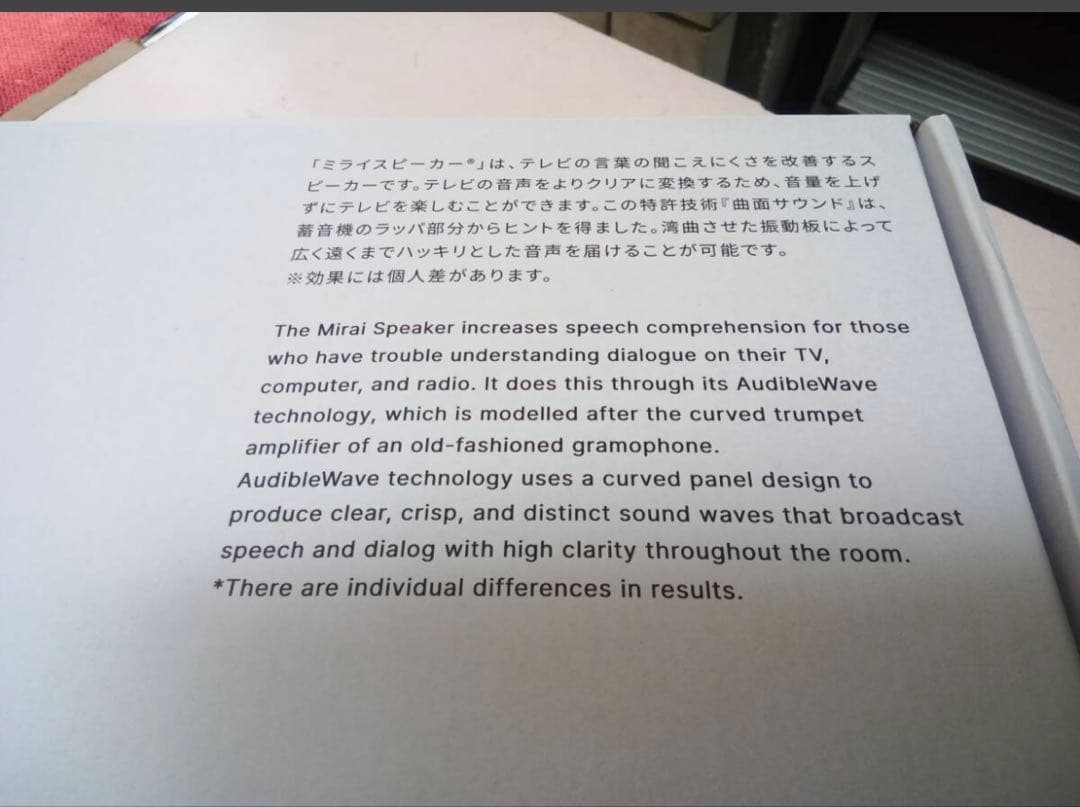 「ミライスピーカー®」は、テレビの言葉の聞こえにくさを改善するス
ピーカーです。テレビの音声をよりクリアに変換するため、音量を上げ
ずにテレビを楽しむことができます。この特許技術『曲面サウンド』は、
蓄音機のラッパ部分からヒントを得ました。湾曲させた振動板によって
広く遠くまでハッキリとした音声を届けることが可能です。
※効果には個人差があります。
The Mirai Speaker increases speech comprehension for those
who have trouble understanding dialogue on their TV,
computer, and radio. It does this through its AudibleWave
technology, which is modelled after the curved trumpet
amplifier of an old-fashioned gramophone.
AudibleWave technology uses a curved panel design to
produce clear, crisp, and distinct sound waves that broadcast
speech and dialog with high clarity throughout the room.
*There are individual differences in results.